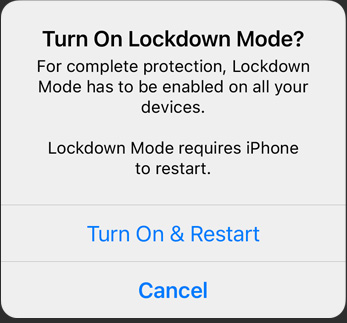 Turn On Lockdown Mode?
For complete protection, Lockdown
Mode has to be enabled on all your
devices.
Lockdown Mode requires iPhone
to restart.
Turn On & Restart
Cancel